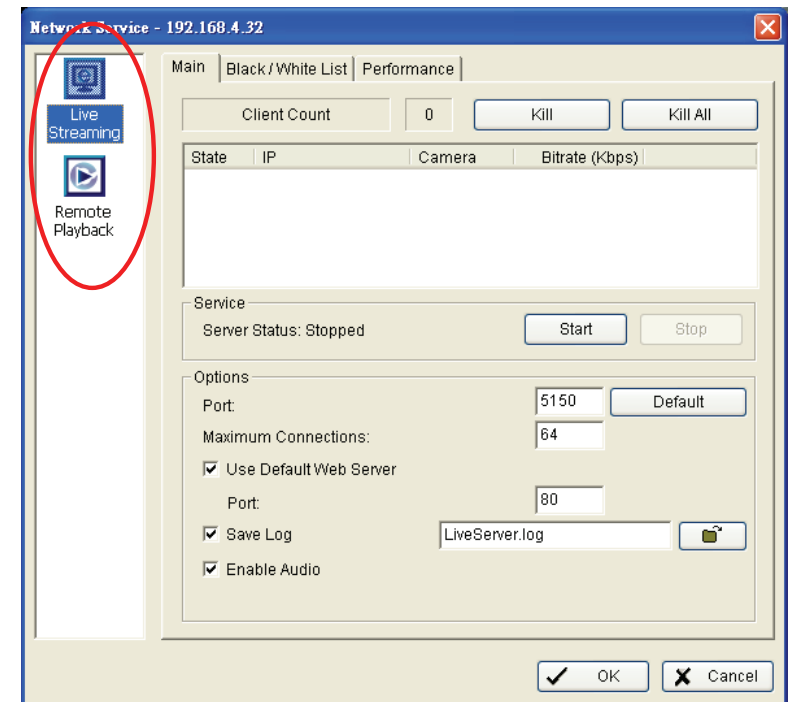 Network Service - 192.168.4.32
Live
Streaming
Remote
Playback
Main Black / White List Performance
Client Count 0 Kill Kill All
State IP Camera Bitrate (Kbps)
Service
Server Status: Stopped Start Stop
Options
Port: 5150 Default
Maximum Connections: 64
Use Default Web Server
Port: 80
Save Log LiveServer.log
Enable Audio
OK Cancel